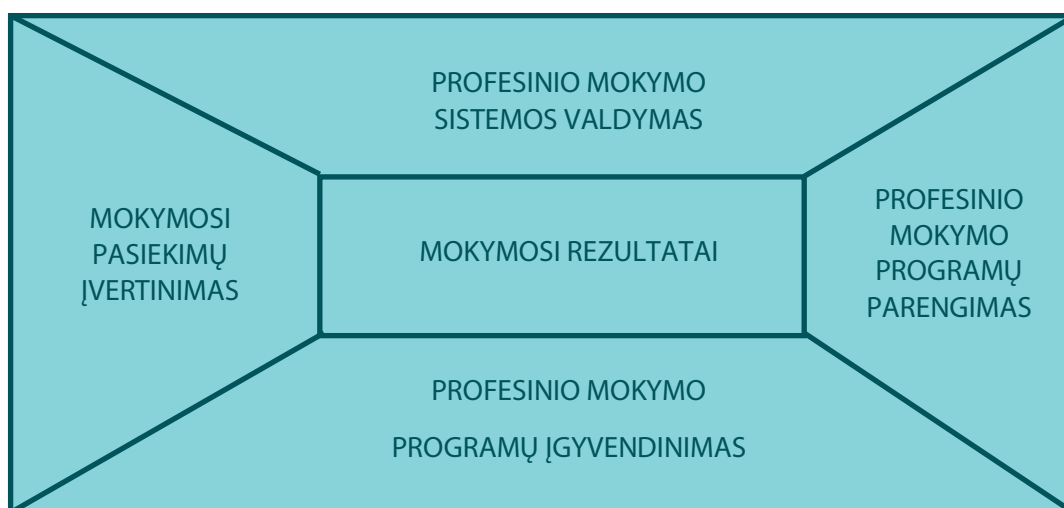 PROFESINIO MOKYMO
SISTEMOS VALDYMAS
MOKYMOSI
PASIEKIMŲ
ĮVERTINIMAS
MOKYMOSI REZULTATAI
PROFESINIO
MOKYMO
PROGRAMŲ
PARENGIMAS
PROFESINIO MOKYMO
PROGRAMŲ ĮGYVENDINIMAS